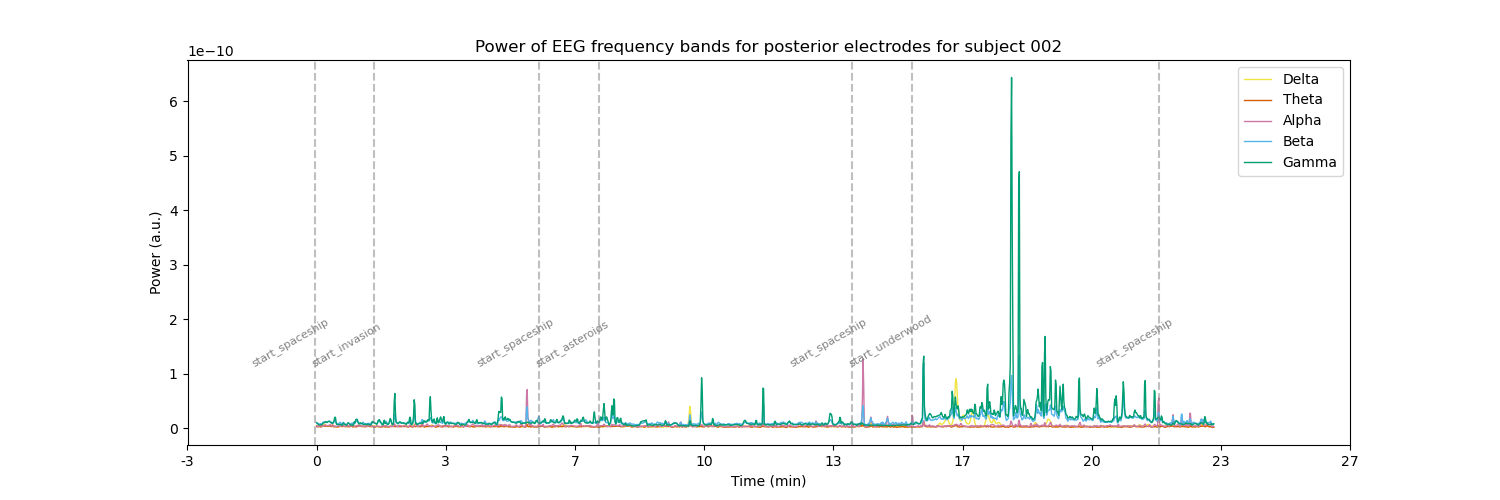 Power of EEG frequency bands for posterior electrodes for subject 002
1e−10
Delta
Theta
Alpha
Beta
Gamma
6
5
4
3
2
1
0
Power (a.u.)
start_spaceship
start_invasion
start_spaceship
start_asteroids
start_spaceship
start_underwood
start_spaceship
-3
0
3
7
10
13
17
20
23
27
Time (min)